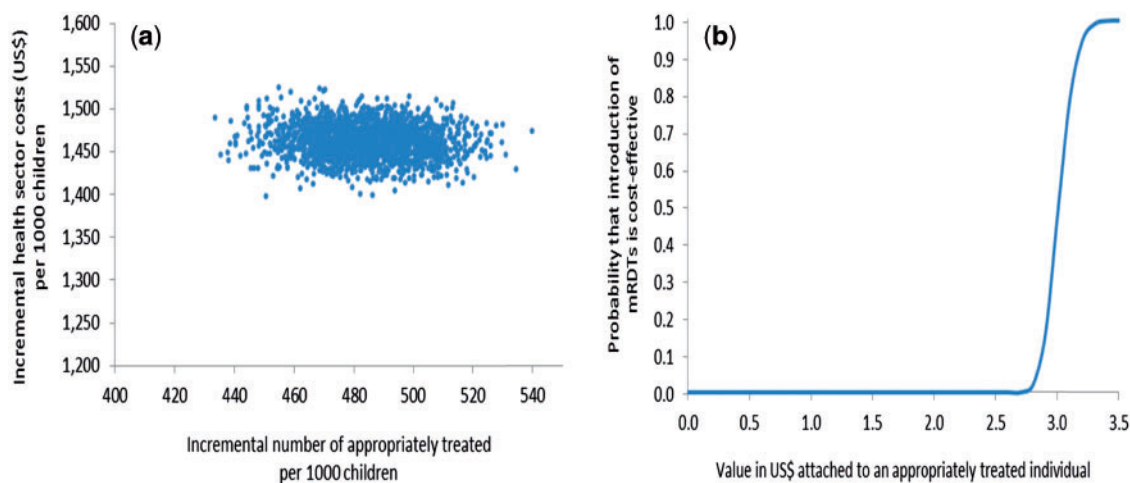 (a)
Incremental health sector costs (US$)
per 1000 children
1,600
1,550
1,500
1,450
1,400
1,350
1,300
1,250
1,200
400 420 440 460 480 500 520 540
Incremental number of appropriately treated
per 1000 children
(b)
Probability that introduction of
mRDTs is cost-effective
1.0
0.9
0.8
0.7
0.6
0.5
0.4
0.3
0.2
0.1
0.0
0.0 0.5 1.0 1.5 2.0 2.5 3.0 3.5
Value in US$ attached to an appropriately treated individual